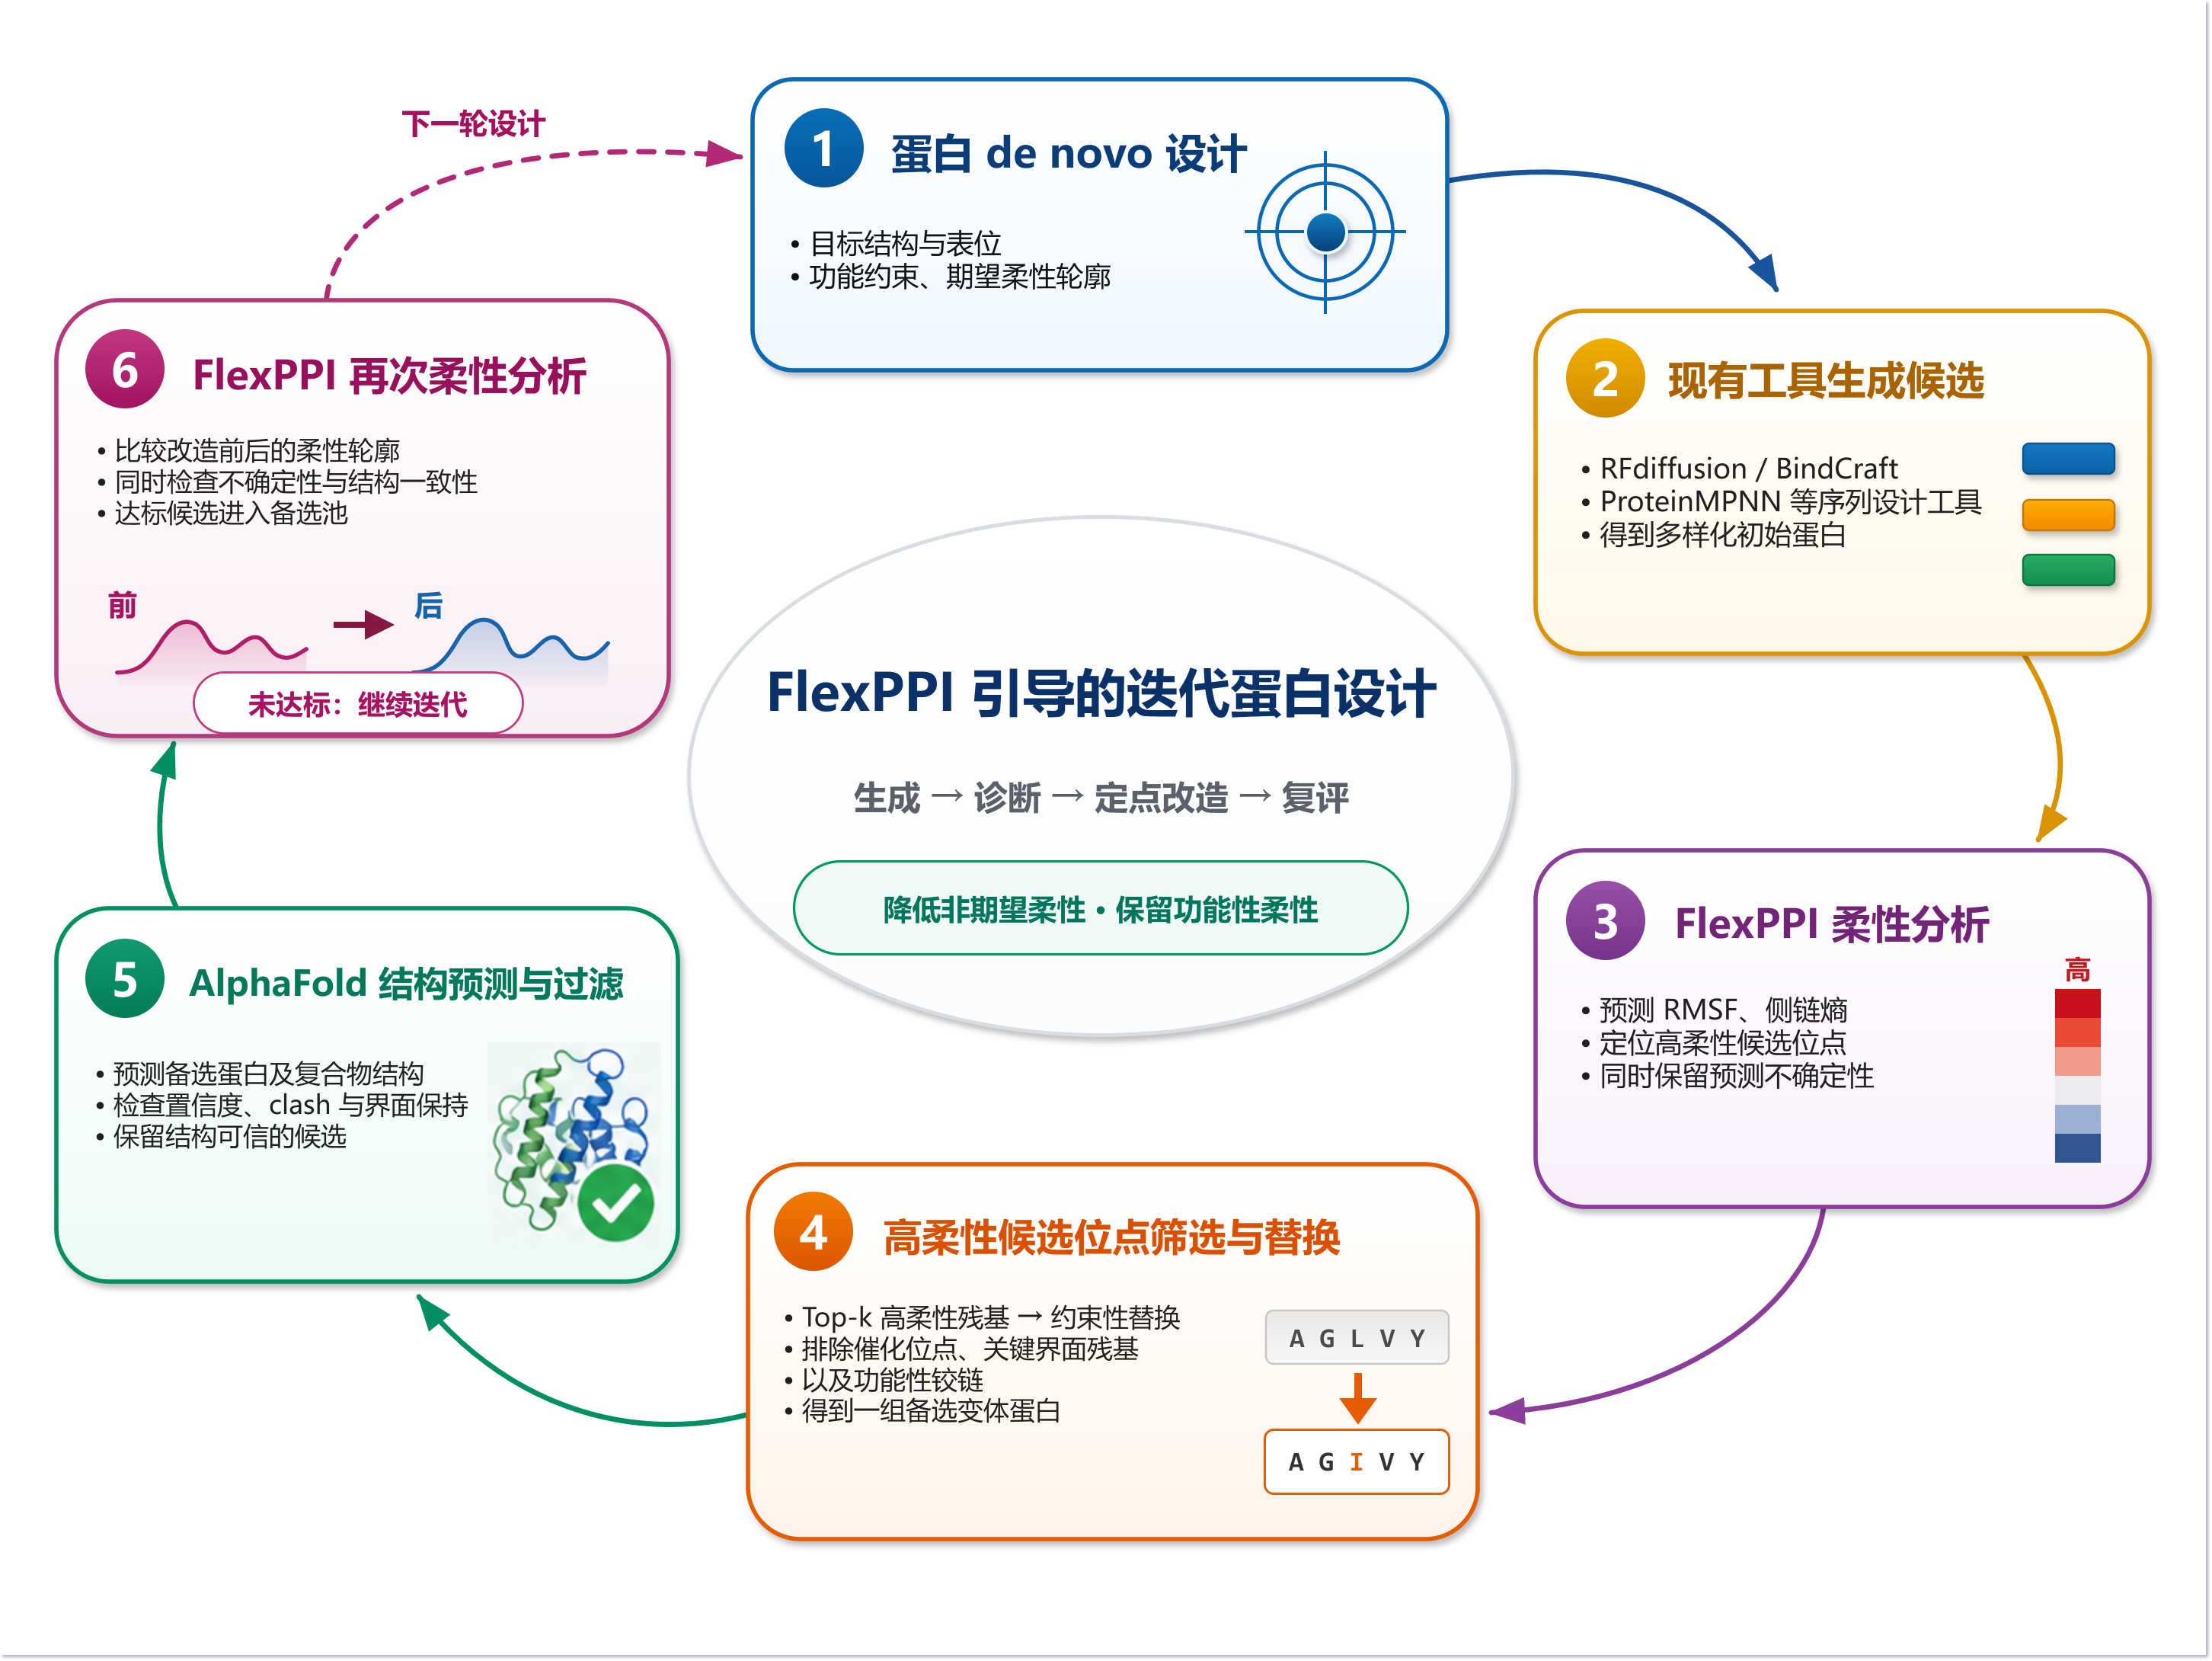 下一轮设计
1
蛋白 de novo 设计
• 目标结构与表位
• 功能约束、期望柔性轮廓
2
现有工具生成候选
• RFdiffusion / BindCraft
• ProteinMPNN 等序列设计工具
• 得到多样化初始蛋白
3
FlexPPI 柔性分析
高
• 预测 RMSF、侧链熵
• 定位高柔性候选位点
• 同时保留预测不确定性
4
高柔性候选位点筛选与替换
• Top-k 高柔性残基 → 约束性替换
• 排除催化位点、关键界面残基
• 以及功能性铰链
• 得到一组备选变体蛋白
A G L V Y
A G I V Y
5
AlphaFold 结构预测与过滤
• 预测备选蛋白及复合物结构
• 检查置信度、clash 与界面保持
• 保留结构可信的候选
6
FlexPPI 再次柔性分析
• 比较改造前后的柔性轮廓
• 同时检查不确定性与结构一致性
• 达标候选进入备选池
前
后
未达标：继续迭代
FlexPPI 引导的迭代蛋白设计
生成 → 诊断 → 定点改造 → 复评
降低非期望柔性 • 保留功能性柔性